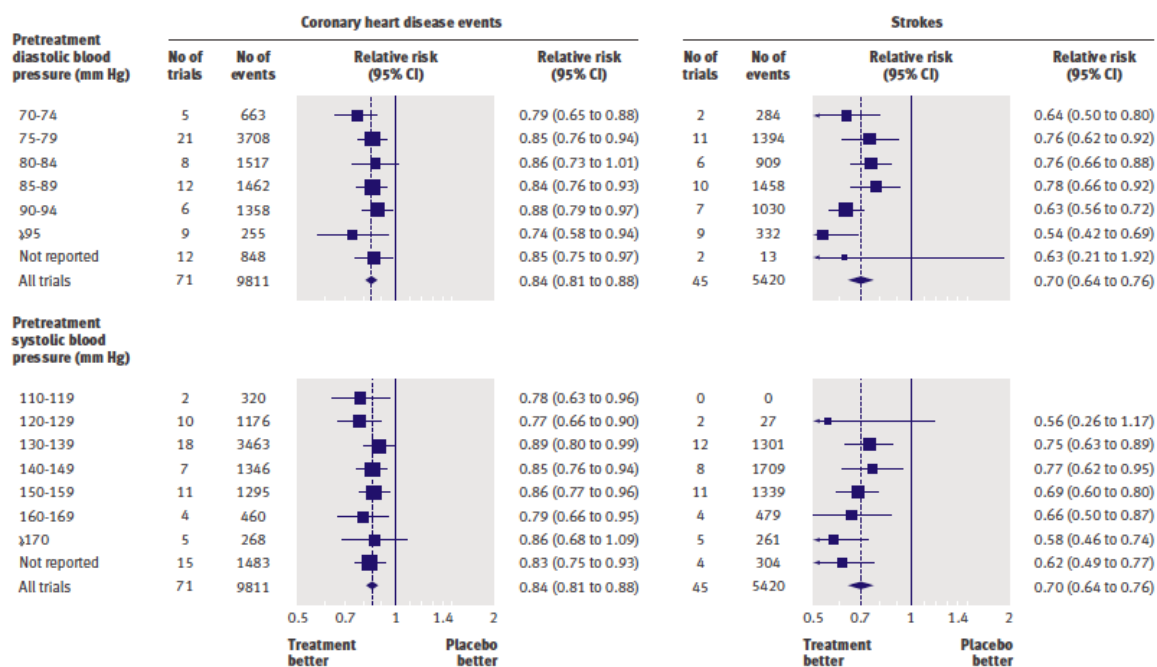 Coronary heart disease events Strokes
Pretreatment
diastolic blood No of No of Relative risk Relative risk No of No of Relative risk Relative risk
pressure (mm Hg) trials events (95% CI) (95% CI) trials events (95% CI) (95% CI)
70-74 5 663 0.79 (0.65 to 0.88) 2 284 0.64 (0.50 to 0.80)
75-79 21 3708 0.85 (0.76 to 0.94) 11 1394 0.76 (0.62 to 0.92)
80-84 8 1517 0.86 (0.73 to 1.01) 6 909 0.76 (0.66 to 0.88)
85-89 12 1462 0.84 (0.76 to 0.93) 10 1458 0.78 (0.66 to 0.92)
90-94 6 1358 0.88 (0.79 to 0.97) 7 1030 0.63 (0.56 to 0.72)
95 9 255 0.74 (0.58 to 0.94) 9 332 0.54 (0.42 to 0.69)
Not reported 12 848 0.85 (0.75 to 0.97) 2 13 0.63 (0.21 to 1.92)
All trials 71 9811 0.84 (0.81 to 0.88) 45 5420 0.70 (0.64 to 0.76)
Pretreatment
systolic blood
pressure (mm Hg)
110-119 2 320 0.78 (0.63 to 0.96) 0 0
120-129 10 1176 0.77 (0.66 to 0.90) 2 27 0.56 (0.26 to 1.17)
130-139 18 3463 0.89 (0.80 to 0.99) 12 1301 0.75 (0.63 to 0.89)
140-149 7 1346 0.85 (0.76 to 0.94) 8 1709 0.77 (0.62 to 0.95)
150-159 11 1295 0.86 (0.77 to 0.96) 11 1339 0.69 (0.60 to 0.80)
160-169 4 460 0.79 (0.66 to 0.95) 4 479 0.66 (0.50 to 0.87)
170 5 268 0.86 (0.68 to 1.09) 5 261 0.58 (0.46 to 0.74)
Not reported 15 1483 0.83 (0.75 to 0.93) 4 304 0.62 (0.49 to 0.77)
All trials 71 9811 0.84 (0.81 to 0.88) 45 5420 0.70 (0.64 to 0.76)
0.5 0.7 1 1.4 2 0.5 0.7 1 1.4 2
Treatment Placebo Treatment Placebo
better better better better